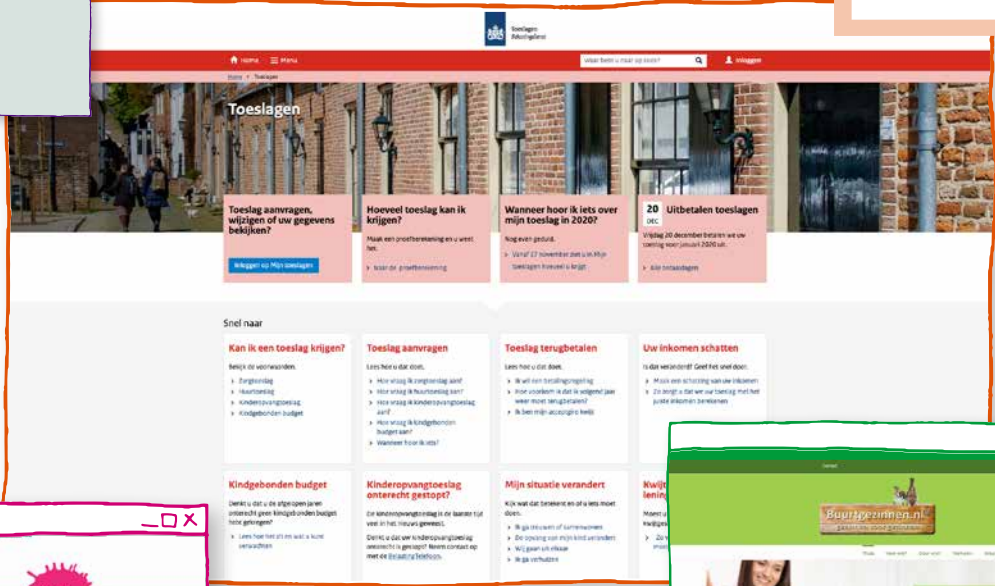 Toeslagen
Belastingdienst
Home Menu
Waar bent u naar op zoek?
Inloggen
Home Toeslagen
Toeslagen
Toeslag aanvragen,
wijzigen of uw gegevens
bekijken?
Inloggen op Mijn toeslagen
Hoeveel toeslag kan ik
krijgen?
Maak een proefberekening en u weet
het.
Naar de proefberekening
Wanneer hoor ik iets over
mijn toeslag in 2020?
Nog even geduld.
Vanaf 27 november ziet u in Mijn
toeslagen hoeveel u krijgt
20
DEC
Uitbetalen toeslagen
Vrijdag 20 december betalen we uw
toeslag voor januari 2020 uit.
Alle betaaldagen
Snel naar
Kan ik een toeslag krijgen?
Bekijk de voorwaarden.
Zorgtoeslag
Huurtoeslag
Kinderopvangtoeslag
Kindgebonden budget
Toeslag aanvragen
Lees hoe u dat doet.
Hoe vraag ik zorgtoeslag aan?
Hoe vraag ik huurtoeslag aan?
Hoe vraag ik kinderopvangtoeslag
aan?
Hoe vraag ik kindgebonden
budget aan?
Wanneer hoor ik iets?
Toeslag terugbetalen
Lees hoe u dat doet.
Ik wil een betalingsregeling
Hoe voorkom ik dat ik volgend jaar
weer moet terugbetalen?
Ik ben mijn acceptgiro kwijt
Uw inkomen schatten
Is dat veranderd? Geef het snel door.
Maak een schatting van uw inkomen
Zo zorgt u dat we uw toeslag met het
juiste inkomen berekenen
Kindgebonden budget
Denkt u dat u de afgelopen jaren
onterecht geen kindgebonden budget
hebt gekregen?
Lees hoe het zit en wat u kunt
verwachten
Kinderopvangtoeslag
onterecht gestopt?
De kinderopvangtoeslag is de laatste tijd
veel in het nieuws geweest.
Denkt u dat uw kinderopvangtoeslag
onterecht is gestopt? Neem contact op
met de BelastingTelefoon.
Mijn situatie verandert
Kijk wat dat betekent en of u iets moet
doen.
Ik ga trouwen of samenwonen
De opvang van mijn kind verandert
Wij gaan uit elkaar
Ik ga verhuizen
Moest u
Buurtgezinnen.nl